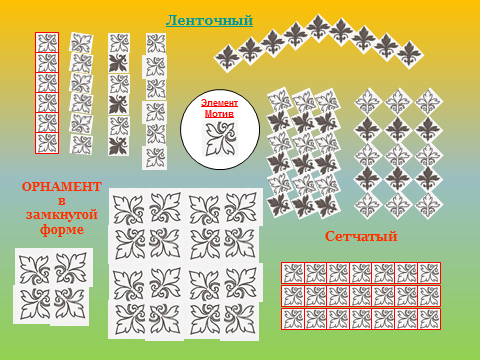 Ленточный
Элемент
Мотив
ОРНАМЕНТ
в
замкнутой
форме
Сетчатый